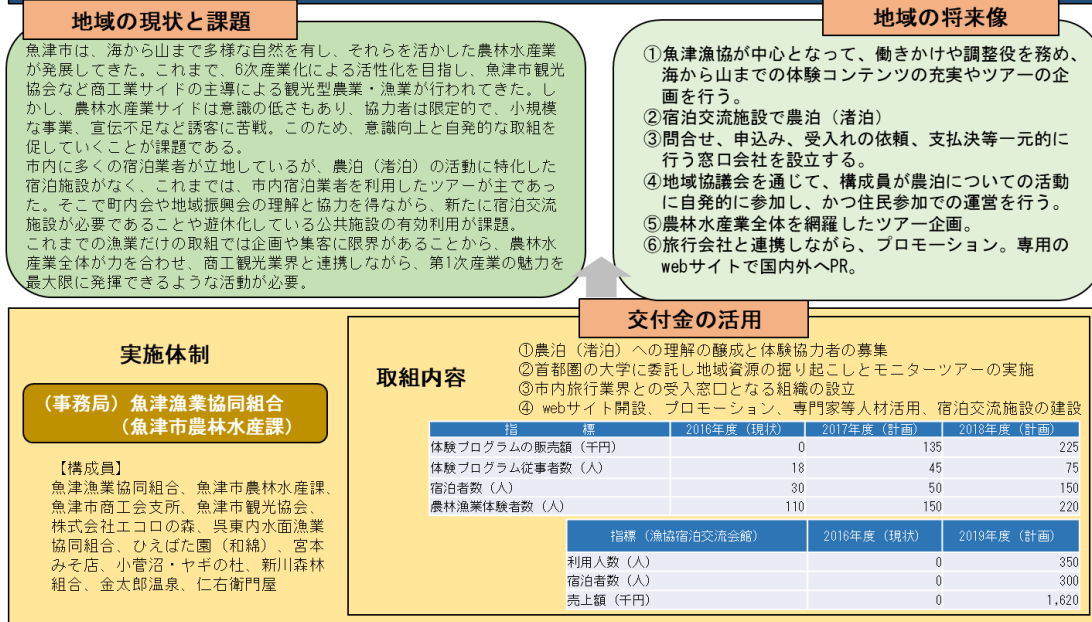 地域の現状と課題
魚津市は、海から山まで多様な自然を有し、それらを活かした農林水産業
が発展してきた。これまで、6次産業化による活性化を目指し、魚津市観光
協会など商工業サイドの主導による観光型農業・漁業が行われてきた。し
かし、農林水産業サイドは意識の低さもあり、協力者は限定的で、小規模
な事業、宣伝不足など誘客に苦戦。このため、意識向上と自発的な取組を
促していくことが課題である。
市内に多くの宿泊業者が立地しているが、農泊（渚泊）の活動に特化した
宿泊施設がなく、これまでは、市内宿泊業者を利用したツアーが主であっ
た。そこで町内会や地域振興会の理解と協力を得ながら、新たに宿泊交流
施設が必要であることや遊休化している公共施設の有効利用が課題。
これまでの漁業だけの取組では企画や集客に限界があることから、農林水
産業全体が力を合わせ、商工観光業界と連携しながら、第1次産業の魅力を
最大限に発揮できるような活動が必要。
地域の将来像
①魚津漁協が中心となって、働きかけや調整役を務め、
海から山までの体験コンテンツの充実やツアーの企
画を行う。
②宿泊交流施設で農泊（渚泊）
③問合せ、申込み、受入れの依頼、支払決等一元的に
行う窓口会社を設立する。
④地域協議会を通じて、構成員が農泊についての活動
に自発的に参加し、かつ住民参加での運営を行う。
⑤農林水産業全体を網羅したツアー企画。
⑥旅行会社と連携しながら、プロモーション。専用の
webサイトで国内外へPR。
実施体制
（事務局）魚津漁業協同組合
（魚津市農林水産課）
【構成員】
魚津漁業協同組合、魚津市農林水産課、
魚津市商工会支所、魚津市観光協会、
株式会社エコロの森、呉東内水面漁業
協同組合、ひえばた園（和綿）、宮本
みそ店、小菅沼・ヤギの杜、新川森林
組合、金太郎温泉、仁右衛門屋
交付金の活用
取組内容
①農泊（渚泊）への理解の醸成と体験協力者の募集
②首都圏の大学に委託し地域資源の掘り起こしとモニターツアーの実施
③市内旅行業界との受入窓口となる組織の設立
④ webサイト開設、プロモーション、専門家等人材活用、宿泊交流施設の建設
指 標 2016年度（現状） 2017年度（計画） 2018年度（計画）
体験プログラムの販売額（千円） 0 135 225
体験プログラム従事者数（人） 18 45 75
宿泊者数（人） 30 50 150
農林漁業体験者数（人） 110 150 220
指標（漁協宿泊交流会館） 2016年度（現状） 2019年度（計画）
利用人数（人） 0 350
宿泊者数（人） 0 300
売上額（千円） 0 1,620